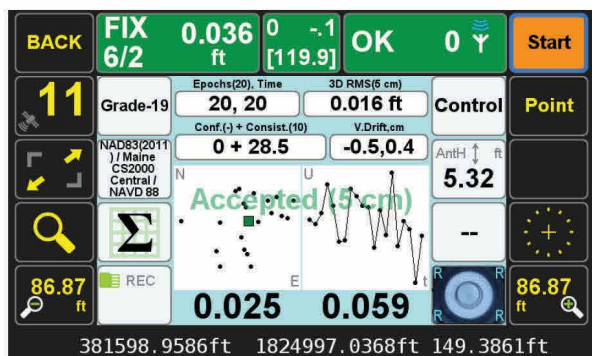 BACK
FIX 0.036 0 -.1 OK 0 Start
6/2 ft [119.9]
11
Grade-19
Epochs(20), Time 3D RMS(5 cm)
20, 20 0.016 ft
Control
Point
Conf.(-) + Consist.(10) V.Drift,cm
0 + 28.5 -0.5,0.4
NAD83(2011
) / Maine
CS2000
Central /
NAVD 88
AntH ft
5.32
N U
Accepted (5 cm)
Σ
--
E t
86.87
ft
REC
0.025 0.059
R R
R R
86.87
ft
381598.9586ft 1824997.0368ft 149.3861ft